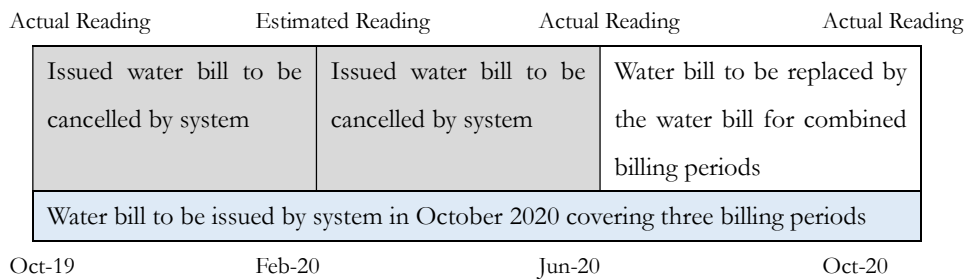 Actual Reading Estimated Reading Actual Reading Actual Reading
Issued water bill to be
cancelled by system
Issued water bill to be
cancelled by system
Water bill to be replaced by
the water bill for combined
billing periods
Water bill to be issued by system in October 2020 covering three billing periods
Oct-19 Feb-20 Jun-20 Oct-20